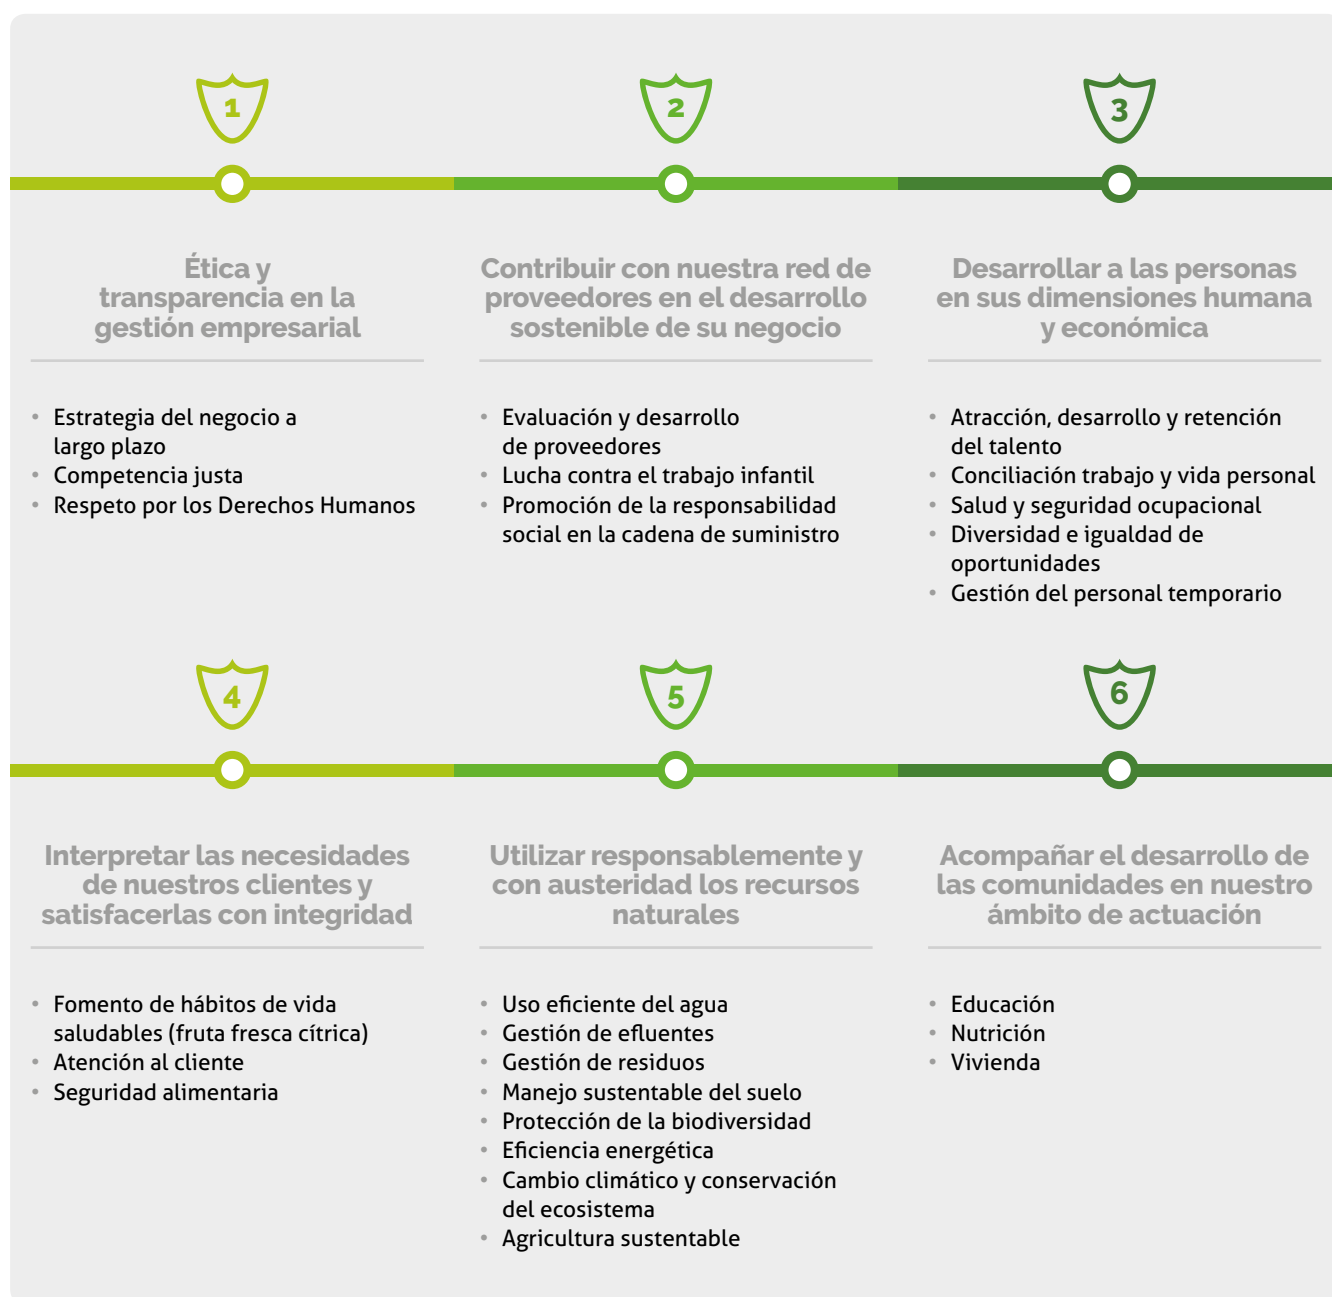 1
Ética y
transparencia en la
gestión empresarial
• Estrategia del negocio a
largo plazo
• Competencia justa
• Respeto por los Derechos Humanos
2
Contribuir con nuestra red de
proveedores en el desarrollo
sostenible de su negocio
• Evaluación y desarrollo
de proveedores
• Lucha contra el trabajo infantil
• Promoción de la responsabilidad
social en la cadena de suministro
3
Desarrollar a las personas
en sus dimensiones humana
y económica
• Atracción, desarrollo y retención
del talento
• Conciliación trabajo y vida personal
• Salud y seguridad ocupacional
• Diversidad e igualdad de
oportunidades
• Gestión del personal temporario
4
Interpretar las necesidades
de nuestros clientes y
satisfacerlas con integridad
• Fomento de hábitos de vida
saludables (fruta fresca cítrica)
• Atención al cliente
• Seguridad alimentaria
5
Utilizar responsablemente y
con austeridad los recursos
naturales
• Uso eficiente del agua
• Gestión de efluentes
• Gestión de residuos
• Manejo sustentable del suelo
• Protección de la biodiversidad
• Eficiencia energética
• Cambio climático y conservación
del ecosistema
• Agricultura sustentable
6
Acompañar el desarrollo de
las comunidades en nuestro
ámbito de actuación
• Educación
• Nutrición
• Vivienda